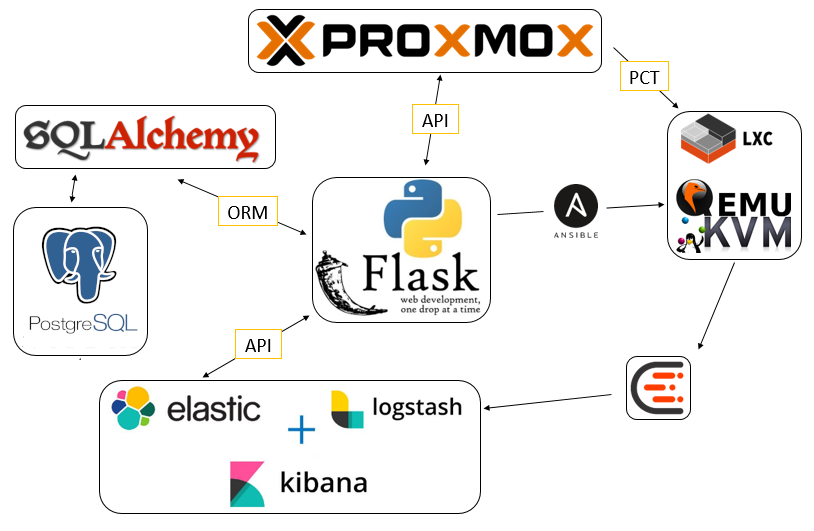 PROXMOX
PCT
API
SQLAlchemy
LXC
ORM
ANSIBLE
QEMU
KVM
Flask
web development,
one drop at a time
PostgreSQL
API
elastic
+
logstash
kibana